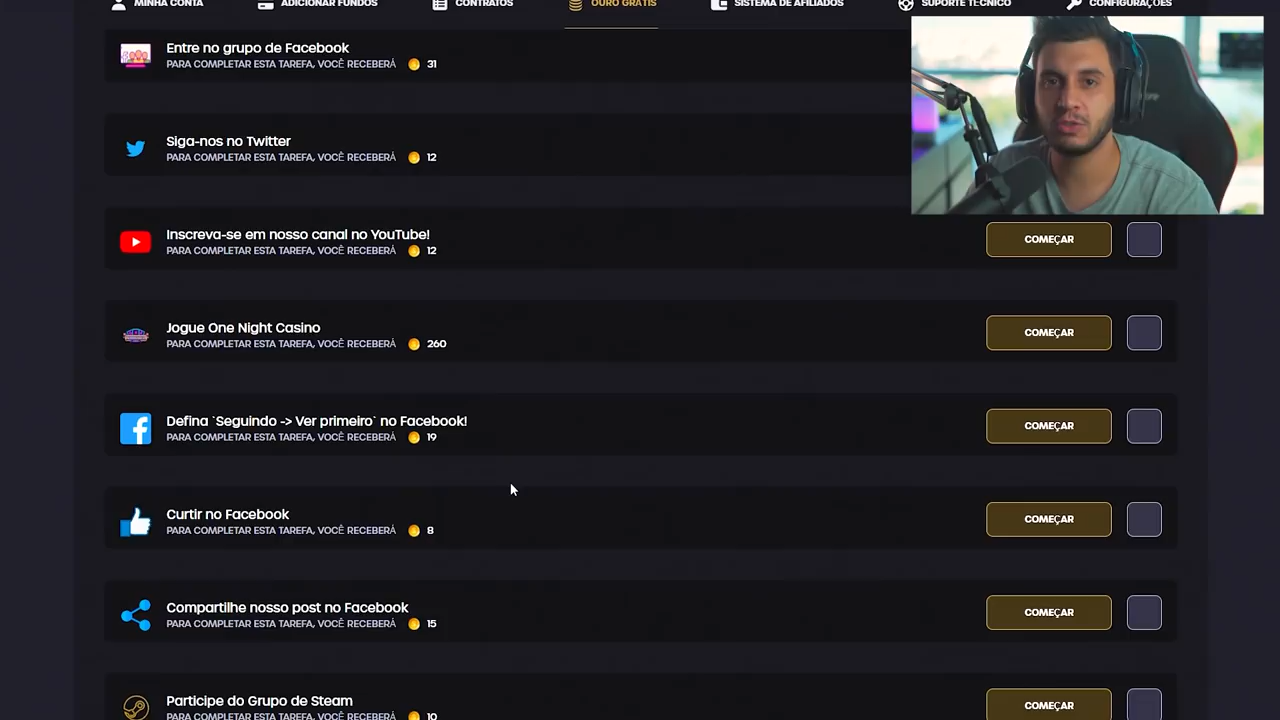 MINHA CONTA
ADICIONAR FUNDOS
CONTRATOS
OURO GRÁTIS
SISTEMA DE AFILIADOS
SUPORTE TÉCNICO
CONFIGURAÇÕES
Entre no grupo de Facebook
PARA COMPLETAR ESTA TAREFA, VOCÊ RECEBERÁ 31
Siga-nos no Twitter
PARA COMPLETAR ESTA TAREFA, VOCÊ RECEBERÁ 12
Inscreva-se em nosso canal no YouTube!
PARA COMPLETAR ESTA TAREFA, VOCÊ RECEBERÁ 12
COMEÇAR
Jogue One Night Casino
PARA COMPLETAR ESTA TAREFA, VOCÊ RECEBERÁ 260
COMEÇAR
Defina `Seguindo -> Ver primeiro` no Facebook!
PARA COMPLETAR ESTA TAREFA, VOCÊ RECEBERÁ 19
COMEÇAR
Curtir no Facebook
PARA COMPLETAR ESTA TAREFA, VOCÊ RECEBERÁ 8
COMEÇAR
Compartilhe nosso post no Facebook
PARA COMPLETAR ESTA TAREFA, VOCÊ RECEBERÁ 15
COMEÇAR
Participe do Grupo de Steam
PARA COMPLETAR ESTA TAREFA, VOCÊ RECEBERÁ 10
COMEÇAR